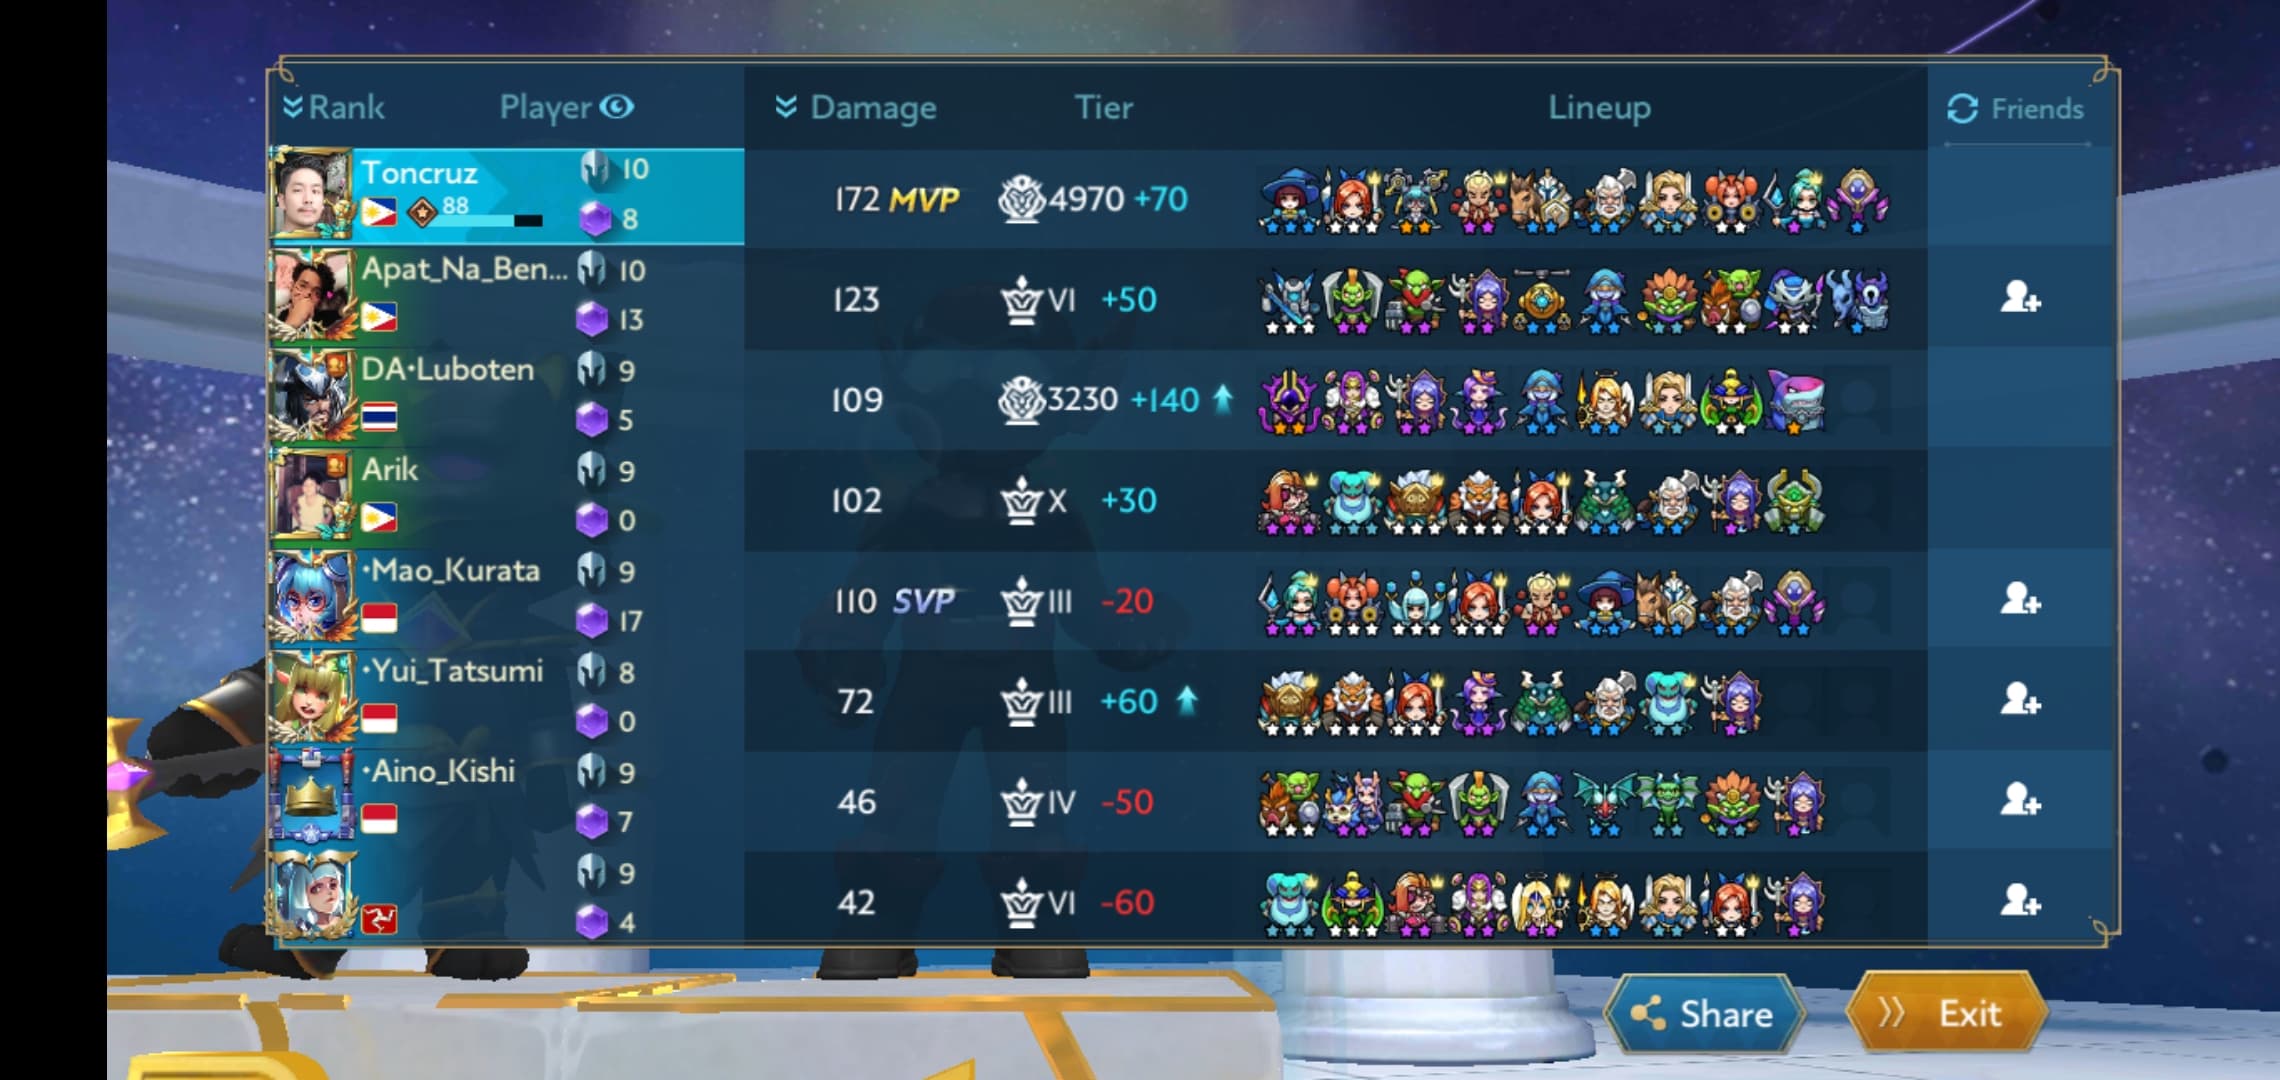 Rank Player Damage Tier Lineup Friends
Toncruz 10
88 8
172 MVP 4970 +70
Apat_Na_Ben... 10
13
123 VI +50
DA•Luboten 9
5
109 3230 +140
Arik 9
0
102 X +30
•Mao_Kurata 9
17
110 SVP III -20
•Yui_Tatsumi 8
0
72 III +60
•Aino_Kishi 9
7
46 IV -50
9
4
42 VI -60
Share Exit